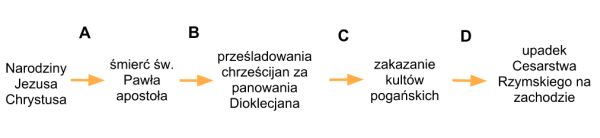 A
B
C
D
Narodziny
Jezusa
Chrystusa
śmierć św.
Pawła
apostoła
prześladowania
chrześcijan za
panowania
Dioklecjana
zakazanie
kultów
pogańskich
upadek
Cesarstwa
Rzymskiego na
zachodzie